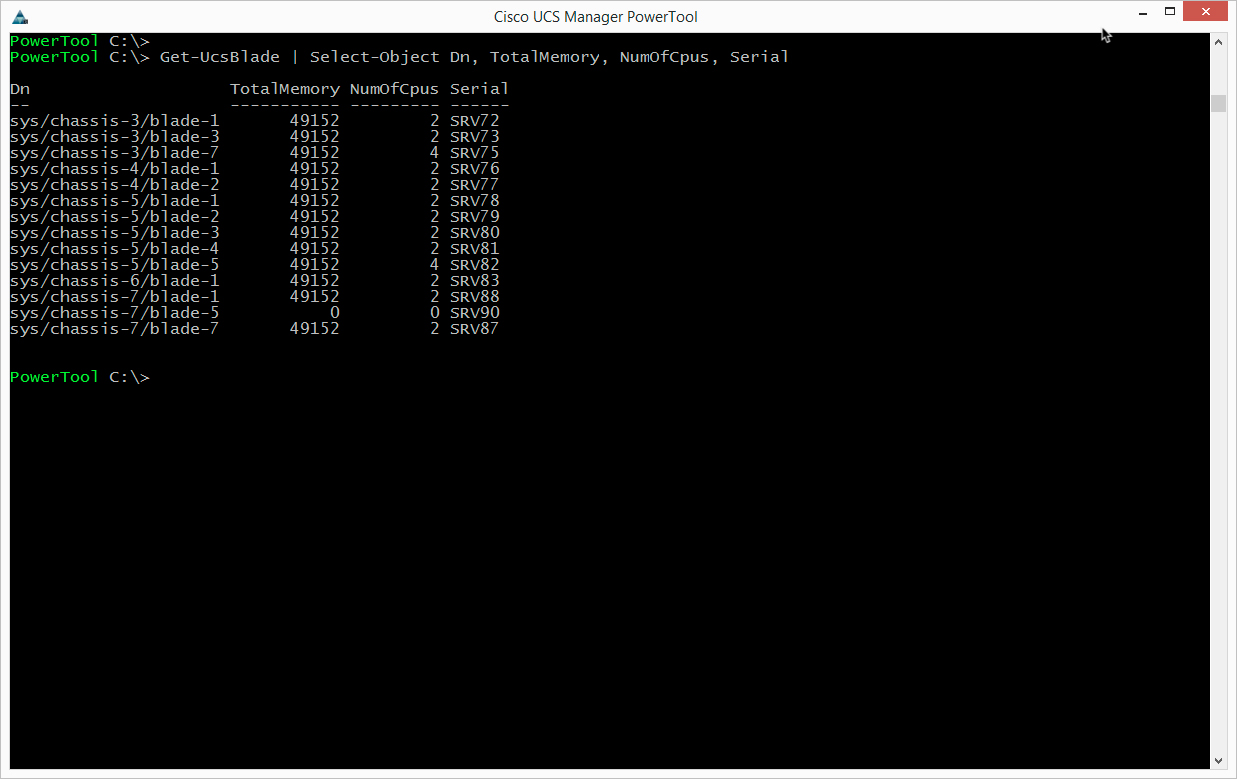 Cisco UCS Manager PowerTool
PowerTool C:\>
PowerTool C:\> Get-UcsBlade | Select-Object Dn, TotalMemory, NumOfCpus, Serial
Dn TotalMemory NumOfCpus Serial
-- ----------- --------- ------
sys/chassis-3/blade-1 49152 2 SRV72
sys/chassis-3/blade-3 49152 2 SRV73
sys/chassis-3/blade-7 49152 4 SRV75
sys/chassis-4/blade-1 49152 2 SRV76
sys/chassis-4/blade-2 49152 2 SRV77
sys/chassis-5/blade-1 49152 2 SRV78
sys/chassis-5/blade-2 49152 2 SRV79
sys/chassis-5/blade-3 49152 2 SRV80
sys/chassis-5/blade-4 49152 2 SRV81
sys/chassis-5/blade-5 49152 4 SRV82
sys/chassis-6/blade-1 49152 2 SRV83
sys/chassis-7/blade-1 49152 2 SRV88
sys/chassis-7/blade-5 0 0 SRV90
sys/chassis-7/blade-7 49152 2 SRV87
PowerTool C:\>